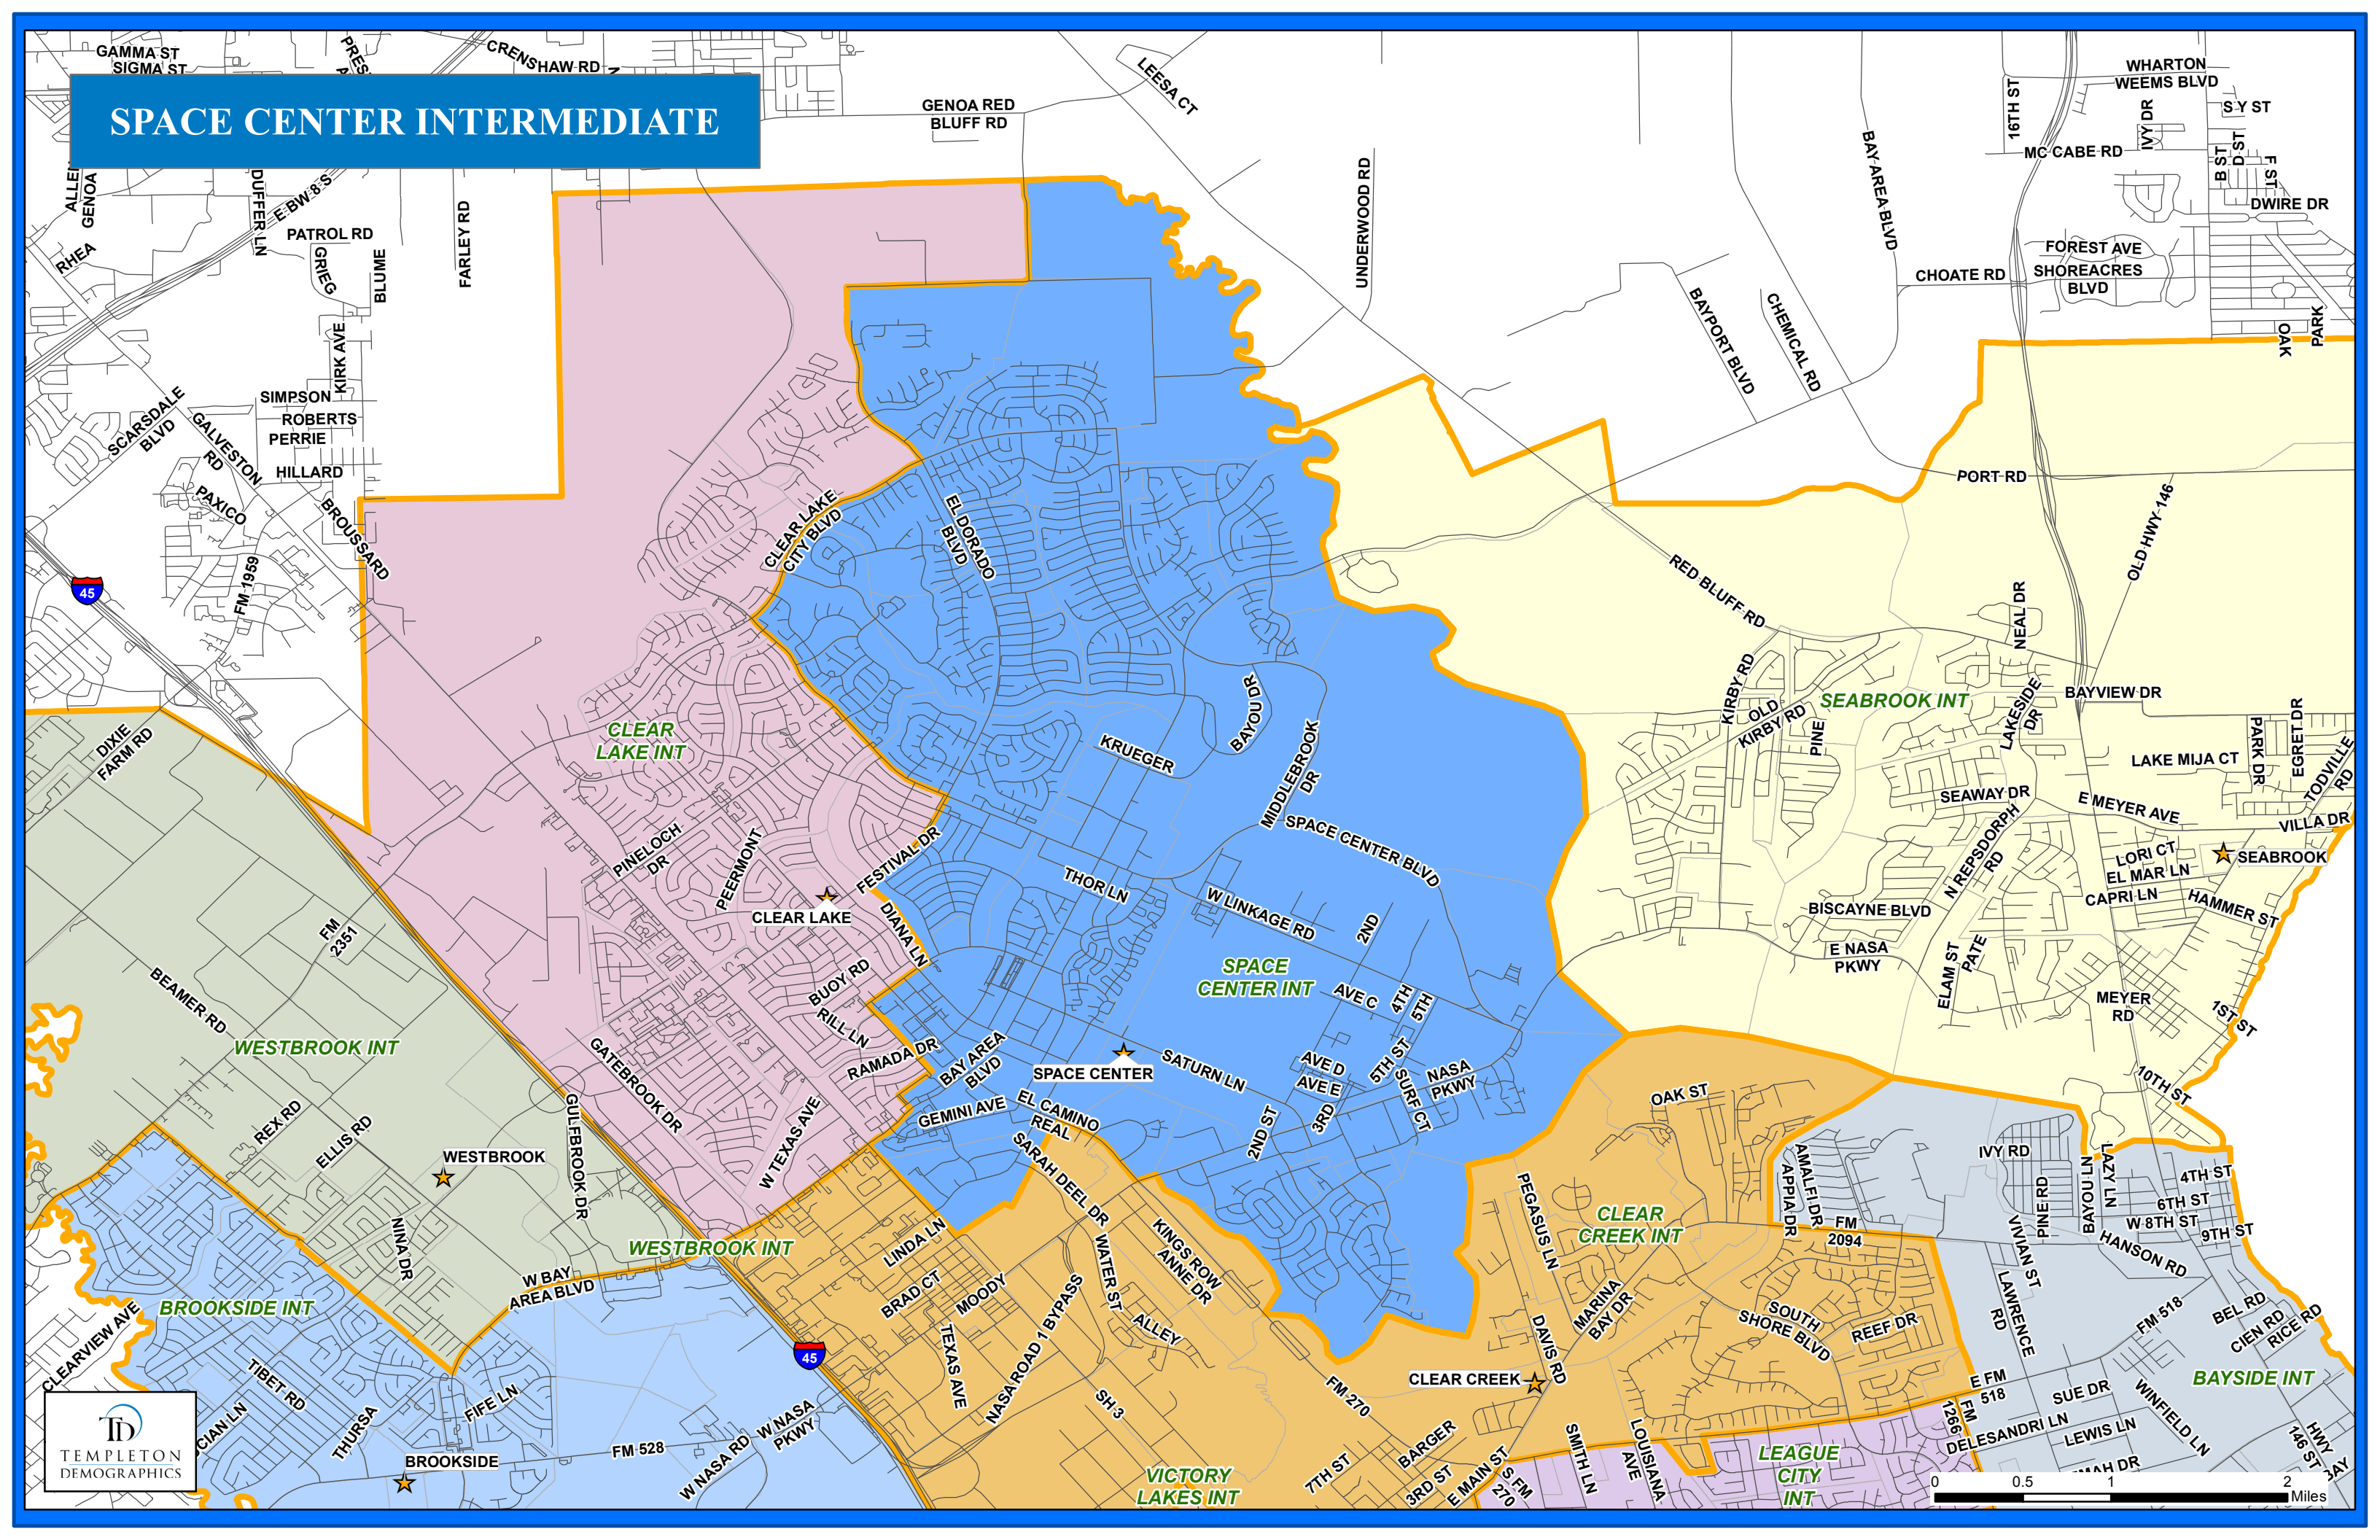 SPACE CENTER INTERMEDIATE
GAMMA ST
SIGMA ST
CRENSHAW RD
GENOA RED
BLUFF RD
LEESA CT
UNDERWOOD RD
BAY AREA BLVD
16TH ST
WHARTON
WEEMS BLVD
S Y ST
IVY DR
MC CABE RD
B ST
D ST
F ST
DWIRE DR
FOREST AVE
CHOATE RD
SHOREACRES
BLVD
OAK
PARK
GENOA
RHEA
DUFFER LN
E BW 8 S
PATROL RD
GRIEG
BLUME
FARLEY RD
KIRK AVE
SIMPSON
ROBERTS
PERRIE
HILLARD
SCARSDALE
BLVD
GALVESTON
RD
PAXICO
BROUSSARD
FM 1959
45
BAYPORT BLVD
CHEMICAL RD
PORT RD
OLD HWY 146
RED BLUFF RD
CLEAR LAKE
CITY BLVD
EL DORADO
BLVD
NEAL DR
KIRBY RD
OLD
KIRBY RD
PINE
SEABROOK INT
LAKESIDE
DR
BAYVIEW DR
PARK DR
EGRET DR
TODVILLE
RD
LAKE MIJA CT
SEAWAY DR
E MEYER AVE
VILLA DR
N REPSDORPH
RD
LORI CT
EL MAR LN
SEABROOK
CAPRI LN
HAMMER ST
BISCAYNE BLVD
E NASA
PKWY
ELAM ST
PATE
MEYER
RD
1ST ST
10TH ST
CLEAR
LAKE INT
DIXIE
FARM RD
BAYOU DR
KRUEGER
MIDDLEBROOK
DR
SPACE CENTER BLVD
PINELOCH
DR
PEERMONT
FESTIVAL DR
CLEAR LAKE
DIANA LN
THOR LN
W LINKAGE RD
2ND
SPACE
CENTER INT
AVE C
4TH
5TH
FM
2351
BEAMER RD
WESTBROOK INT
BUOY RD
RILL LN
RAMADA DR
GATEBROOK DR
BAY AREA
BLVD
SPACE CENTER
SATURN LN
AVE D
AVE E
5TH ST
SURF CT
NASA
PKWY
3RD
2ND ST
GEMINI AVE
EL CAMINO
REAL
SARAH DEEL DR
W TEXAS AVE
GULFBROOK DR
REX RD
ELLIS RD
WESTBROOK
NINA DR
WESTBROOK INT
W BAY
AREA BLVD
BROOKSIDE INT
CLEARVIEW AVE
TIBET RD
THURSA
FIFE LN
BROOKSIDE
FM 528
W NASA RD
W NASA
PKWY
45
LINDA LN
BRAD CT
MOODY
TEXAS AVE
NASA ROAD 1 BYPASS
WATER ST
KINGS ROW
ANNE DR
ALLEY
SH 3
FM 270
VICTORY
LAKES INT
OAK ST
PEGASUS LN
CLEAR
CREEK INT
MARINA
BAY DR
DAVIS RD
CLEAR CREEK
BARGER
7TH ST
3RD ST
E MAIN ST
S FM
270
SMITH LN
LOUISIANA
AVE
AMALFI DR
APPIA DR
FM
2094
SOUTH
SHORE BLVD
REEF DR
IVY RD
PINE RD
VIVIAN ST
BAYOU LN
LAZY LN
4TH ST
6TH ST
W 8TH ST
9TH ST
HANSON RD
LAWRENCE
RD
FM 518
BEL RD
CIEN RD
RICE RD
BAYSIDE INT
E FM
518
FM
1266
SUE DR
DELESANDRI LN
LEWIS LN
WINFIELD LN
HWY
146 ST
LEAGUE
CITY
INT
TD
TEMPLETON
DEMOGRAPHICS
0 0.5 1 2
Miles